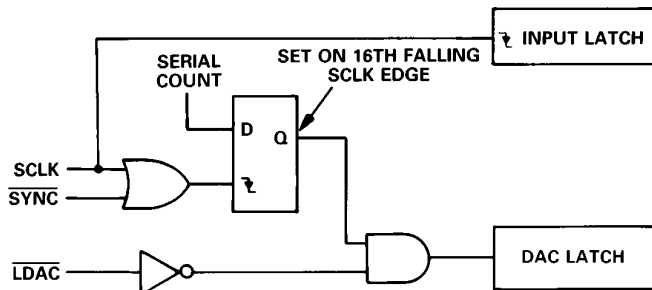 INPUT LATCH
SERIAL
COUNT
SET ON 16TH FALLING
SCLK EDGE
D
Q
SCLK
SYNC
LDAC
DAC LATCH